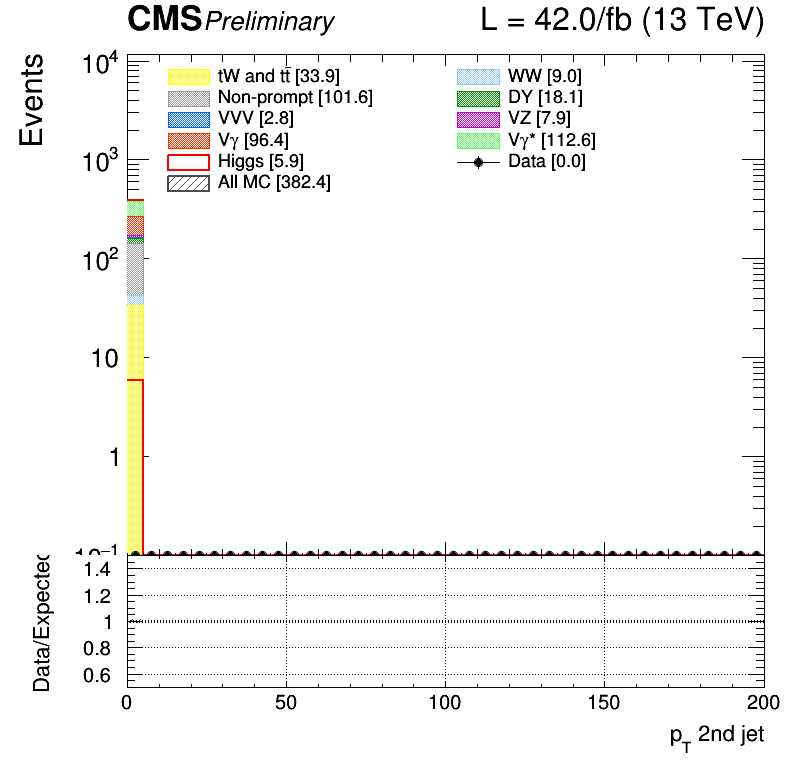 CMS Preliminary L = 42.0/fb (13 TeV)
Events
10⁴
10³
10²
10
1
10⁻¹
tW and tt̅ [33.9]
Non-prompt [101.6]
VVV [2.8]
Vγ [96.4]
Higgs [5.9]
All MC [382.4]
WW [9.0]
DY [18.1]
VZ [7.9]
Vγ* [112.6]
Data [0.0]
Data/Expected
1.4
1.2
1
0.8
0.6
0 50 100 150 200
p_T 2nd jet